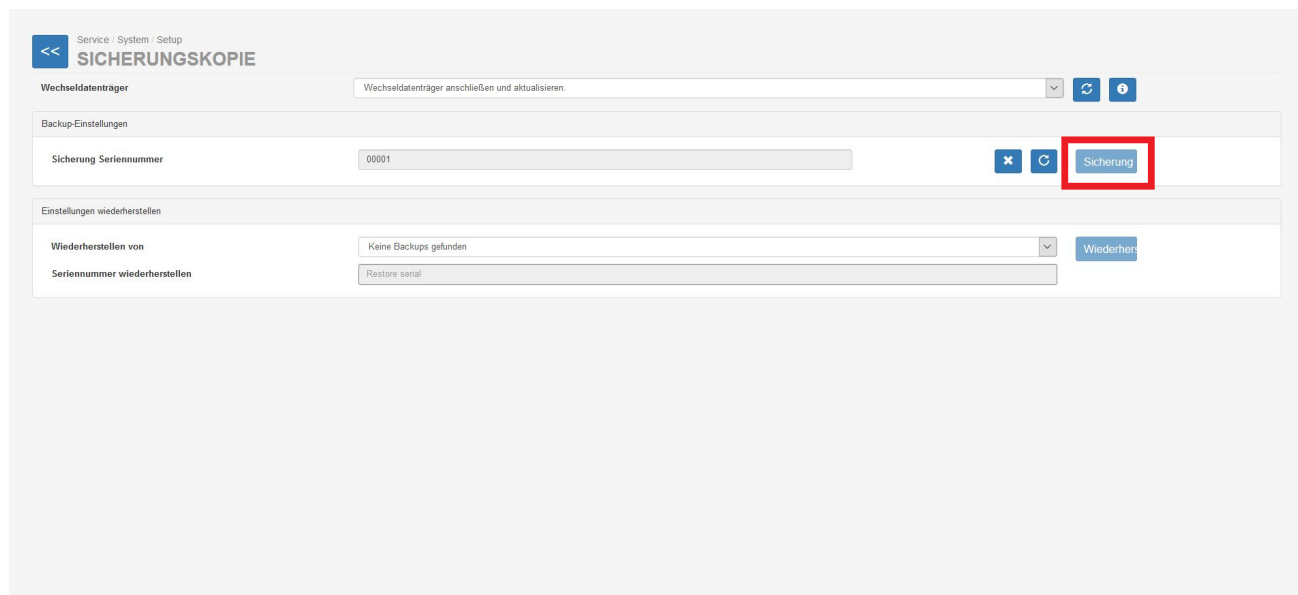 <<
Service / System / Setup
SICHERUNGSKOPIE
Wechseldatenträger
Wechseldatenträger anschließen und aktualisieren.
Backup-Einstellungen
Sicherung Seriennummer
00001
Sicherung
Einstellungen wiederherstellen
Wiederherstellen von
Keine Backups gefunden
Wiederhers
Seriennummer wiederherstellen
Restore serial